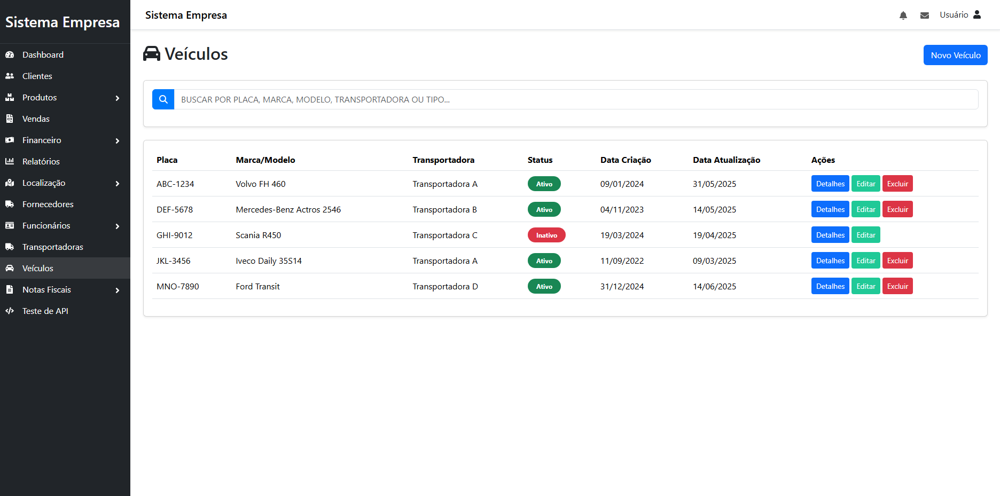 Sistema Empresa
Dashboard
Clientes
Produtos
Vendas
Financeiro
Relatórios
Localização
Fornecedores
Funcionários
Transportadoras
Veículos
Notas Fiscais
Teste de API
Sistema Empresa
Usuário
Veículos
Novo Veículo
BUSCAR POR PLACA, MARCA, MODELO, TRANSPORTADORA OU TIPO...
Placa Marca/Modelo Transportadora Status Data Criação Data Atualização Ações
ABC-1234 Volvo FH 460 Transportadora A Ativo 09/01/2024 31/05/2025 Detalhes Editar Excluir
DEF-5678 Mercedes-Benz Actros 2546 Transportadora B Ativo 04/11/2023 14/05/2025 Detalhes Editar Excluir
GHI-9012 Scania R450 Transportadora C Inativo 19/03/2024 19/04/2025 Detalhes Editar
JKL-3456 Iveco Daily 35S14 Transportadora A Ativo 11/09/2022 09/03/2025 Detalhes Editar Excluir
MNO-7890 Ford Transit Transportadora D Ativo 31/12/2024 14/06/2025 Detalhes Editar Excluir